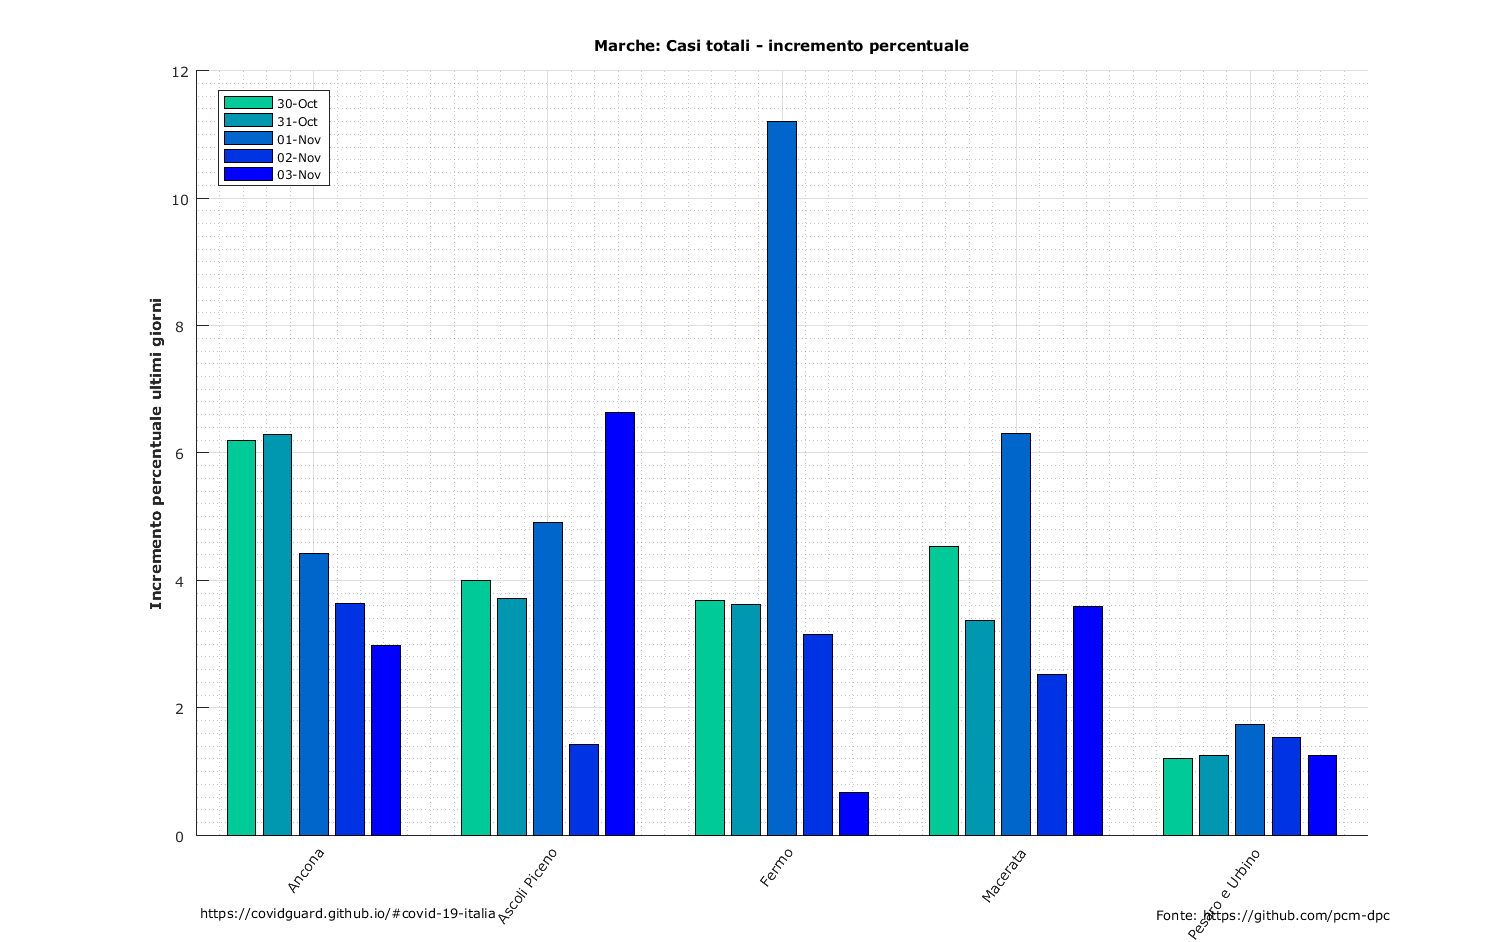 Marche: Casi totali - incremento percentuale
Incremento percentuale ultimi giorni
12
10
8
6
4
2
0
30-Oct
31-Oct
01-Nov
02-Nov
03-Nov
Ancona
Ascoli Piceno
Fermo
Macerata
Pesaro e Urbino
https://covidguard.github.io/#covid-19-italia
Fonte: https://github.com/pcm-dpc